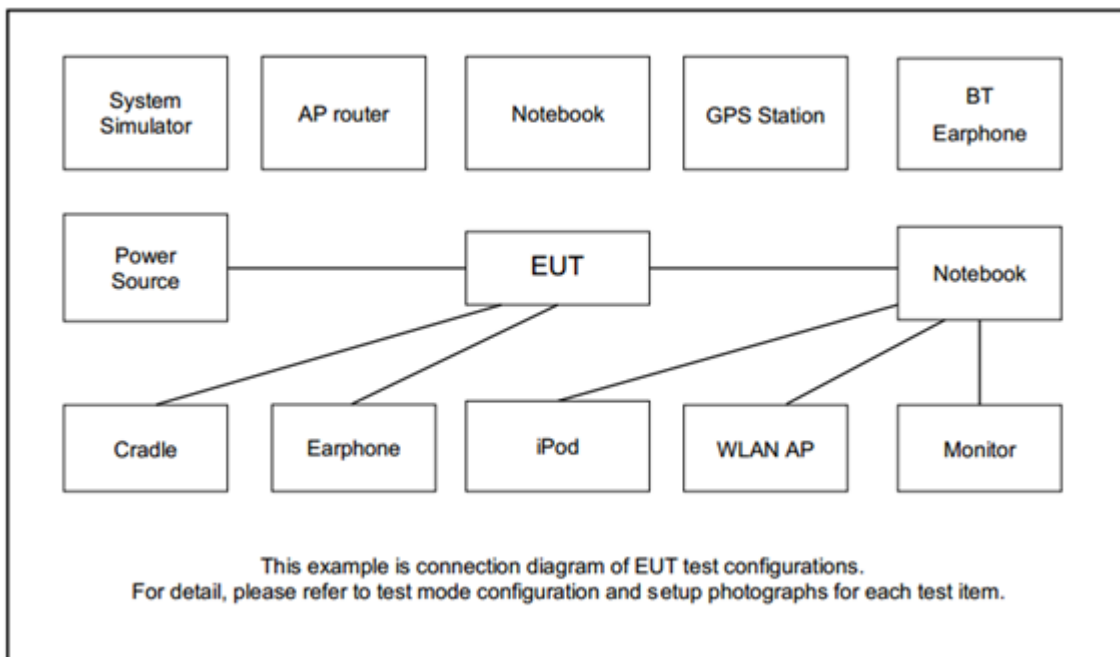 System
Simulator
AP router
Notebook
GPS Station
BT
Earphone
Power
Source
EUT
Notebook
Cradle
Earphone
iPod
WLAN AP
Monitor
This example is connection diagram of EUT test configurations.
For detail, please refer to test mode configuration and setup photographs for each test item.